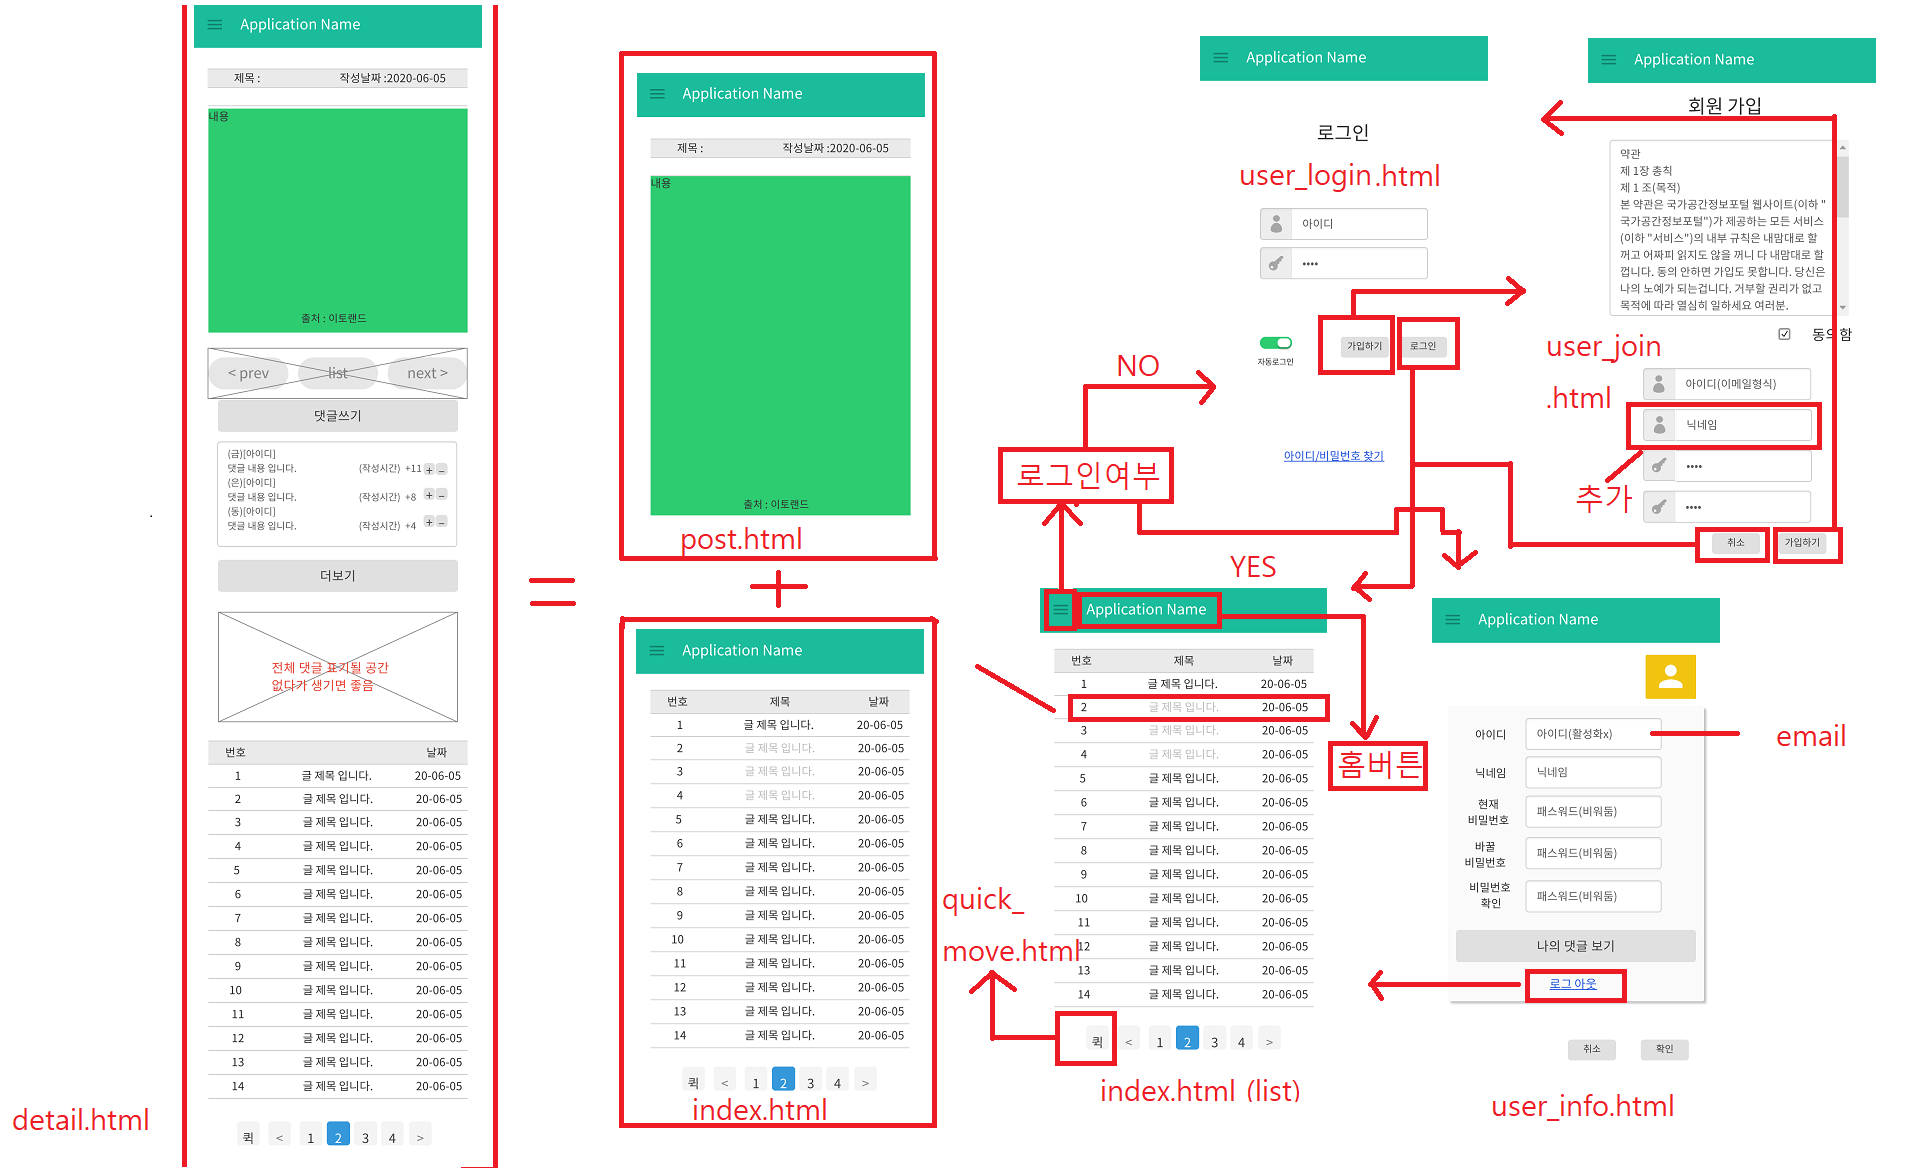 Application Name
제목 :
작성날짜 :2020-06-05
내용
출처 : 이토랜드
< prev
list
next >
댓글쓰기
(금)[아이디]
댓글 내용 입니다.
(작성시간) +11 + -
(은)[아이디]
댓글 내용 입니다.
(작성시간) +8 + -
(동)[아이디]
댓글 내용 입니다.
(작성시간) +4 + -
더보기
전체 댓글 표기될 공간
없다가 생기면 좋음
번호 날짜
1 글 제목 입니다. 20-06-05
2 글 제목 입니다. 20-06-05
3 글 제목 입니다. 20-06-05
4 글 제목 입니다. 20-06-05
5 글 제목 입니다. 20-06-05
6 글 제목 입니다. 20-06-05
7 글 제목 입니다. 20-06-05
8 글 제목 입니다. 20-06-05
9 글 제목 입니다. 20-06-05
10 글 제목 입니다. 20-06-05
11 글 제목 입니다. 20-06-05
12 글 제목 입니다. 20-06-05
13 글 제목 입니다. 20-06-05
14 글 제목 입니다. 20-06-05
퀵 < 1 2 3 4 >
detail.html
=
Application Name
제목 :
작성날짜 :2020-06-05
내용
출처 : 이토랜드
post.html
+
Application Name
번호 제목 날짜
1 글 제목 입니다. 20-06-05
2 글 제목 입니다. 20-06-05
3 글 제목 입니다. 20-06-05
4 글 제목 입니다. 20-06-05
5 글 제목 입니다. 20-06-05
6 글 제목 입니다. 20-06-05
7 글 제목 입니다. 20-06-05
8 글 제목 입니다. 20-06-05
9 글 제목 입니다. 20-06-05
10 글 제목 입니다. 20-06-05
11 글 제목 입니다. 20-06-05
12 글 제목 입니다. 20-06-05
13 글 제목 입니다. 20-06-05
14 글 제목 입니다. 20-06-05
퀵 < 1 2 3 4 >
index.html
Application Name
로그인
user_login.html
아이디
••••
자동로그인
가입하기
로그인
아이디/비밀번호 찾기
NO
로그인여부
YES
Application Name
번호 제목 날짜
1 글 제목 입니다. 20-06-05
2 글 제목 입니다. 20-06-05
3 글 제목 입니다. 20-06-05
4 글 제목 입니다. 20-06-05
5 글 제목 입니다. 20-06-05
6 글 제목 입니다. 20-06-05
7 글 제목 입니다. 20-06-05
8 글 제목 입니다. 20-06-05
9 글 제목 입니다. 20-06-05
10 글 제목 입니다. 20-06-05
11 글 제목 입니다. 20-06-05
12 글 제목 입니다. 20-06-05
13 글 제목 입니다. 20-06-05
14 글 제목 입니다. 20-06-05
퀵 < 1 2 3 4 >
quick_
move.html
index.html (list)
홈버튼
Application Name
회원 가입
약관
제 1장 총칙
제 1 조(목적)
본 약관은 국가공간정보포털 웹사이트(이하 "
국가공간정보포털")가 제공하는 모든 서비스
(이하 "서비스")의 내부 규칙은 내맘대로 할
꺼고 어짜피 읽지도 않을 꺼니 다 내맘대로 할
껍니다. 동의 안하면 가입도 못합니다. 당신은
나의 노예가 되는겁니다. 거부할 권리가 없고
목적에 따라 열심히 일하세요 여러분.
동의함
user_join
.html
아이디(이메일형식)
닉네임
••••
••••
추가
취소
가입하기
Application Name
아이디
아이디(활성화x)
email
닉네임
닉네임
현재
비밀번호
패스워드(비워둠)
바꿀
비밀번호
패스워드(비워둠)
비밀번호
확인
패스워드(비워둠)
나의 댓글 보기
로그 아웃
취소
확인
user_info.html